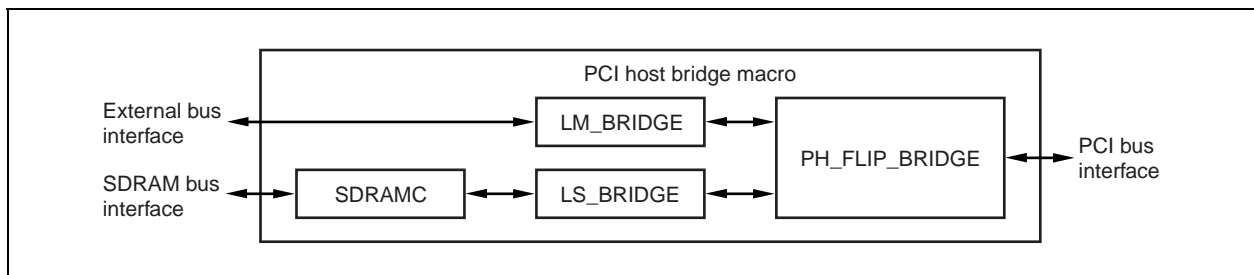 PCI host bridge macro
External bus
interface
LM_BRIDGE
PH_FLIP_BRIDGE
PCI bus
interface
SDRAM bus
interface
SDRAMC
LS_BRIDGE